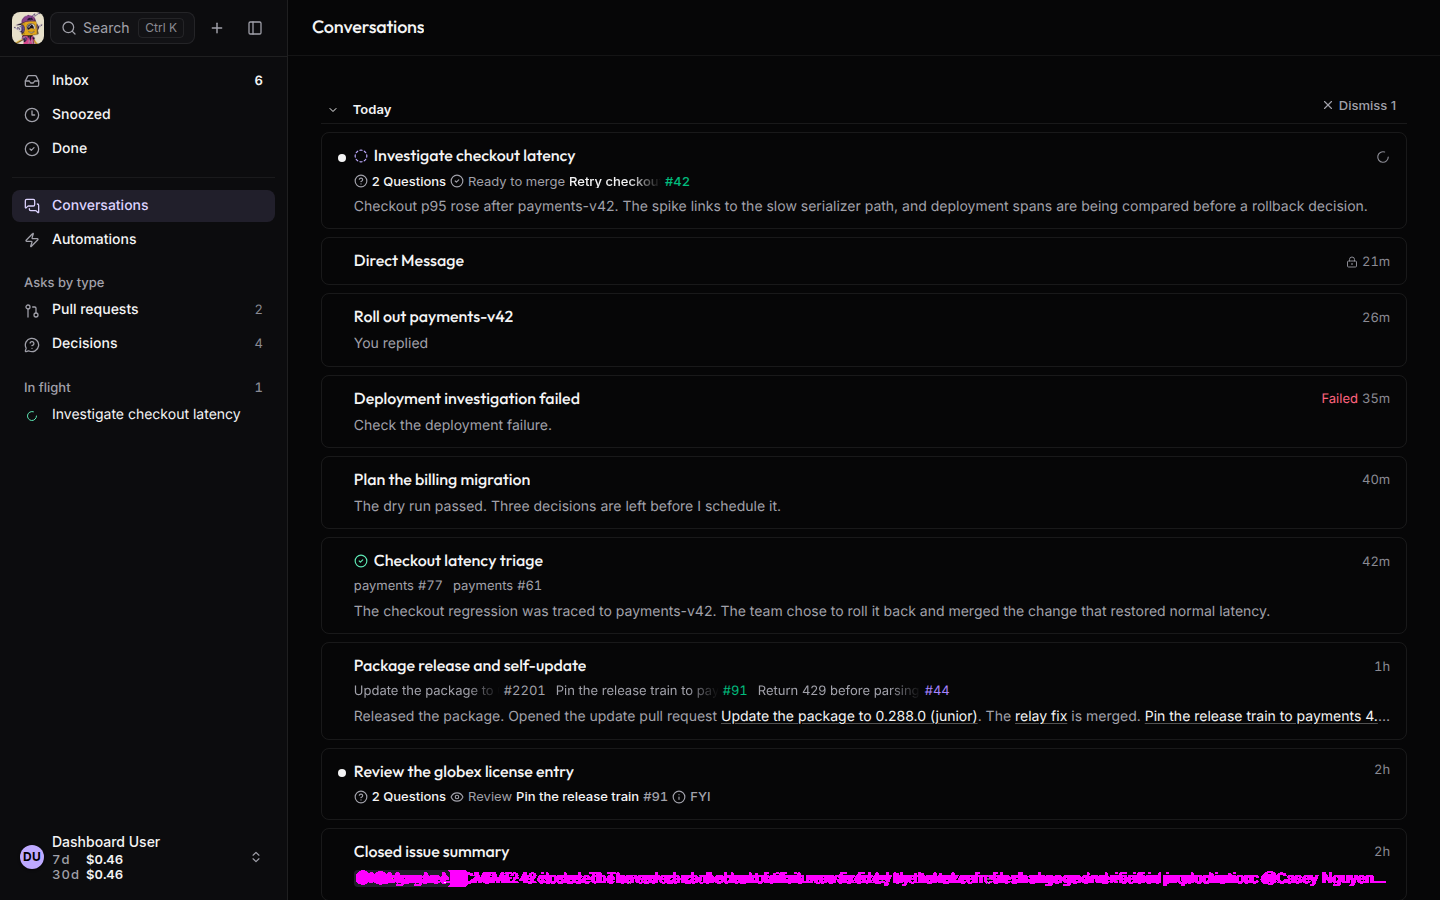 Search Ctrl K
Conversations
Inbox 6
Snoozed
Done
Conversations
Automations
Asks by type
Pull requests 2
Decisions 4
In flight 1
Investigate checkout latency
DU Dashboard User
7d $0.46
30d $0.46
Today Dismiss 1
Investigate checkout latency
2 Questions Ready to merge Retry checkou #42
Checkout p95 rose after payments-v42. The spike links to the slow serializer path, and deployment spans are being compared before a rollback decision.
Direct Message 21m
Roll out payments-v42 26m
You replied
Deployment investigation failed Failed 35m
Check the deployment failure.
Plan the billing migration 40m
The dry run passed. Three decisions are left before I schedule it.
Checkout latency triage 42m
payments #77 payments #61
The checkout regression was traced to payments-v42. The team chose to roll it back and merged the change that restored normal latency.
Package release and self-update 1h
Update the package to #2201 Pin the release train to pay #91 Return 429 before parsing #44
Released the package. Opened the update pull request Update the package to 0.288.0 (junior). The relay fix is merged. Pin the release train to payments 4.…
Review the globex license entry 2h
2 Questions Review Pin the release train #91 FYI
Closed issue summary 2h
@Casey Nguyen